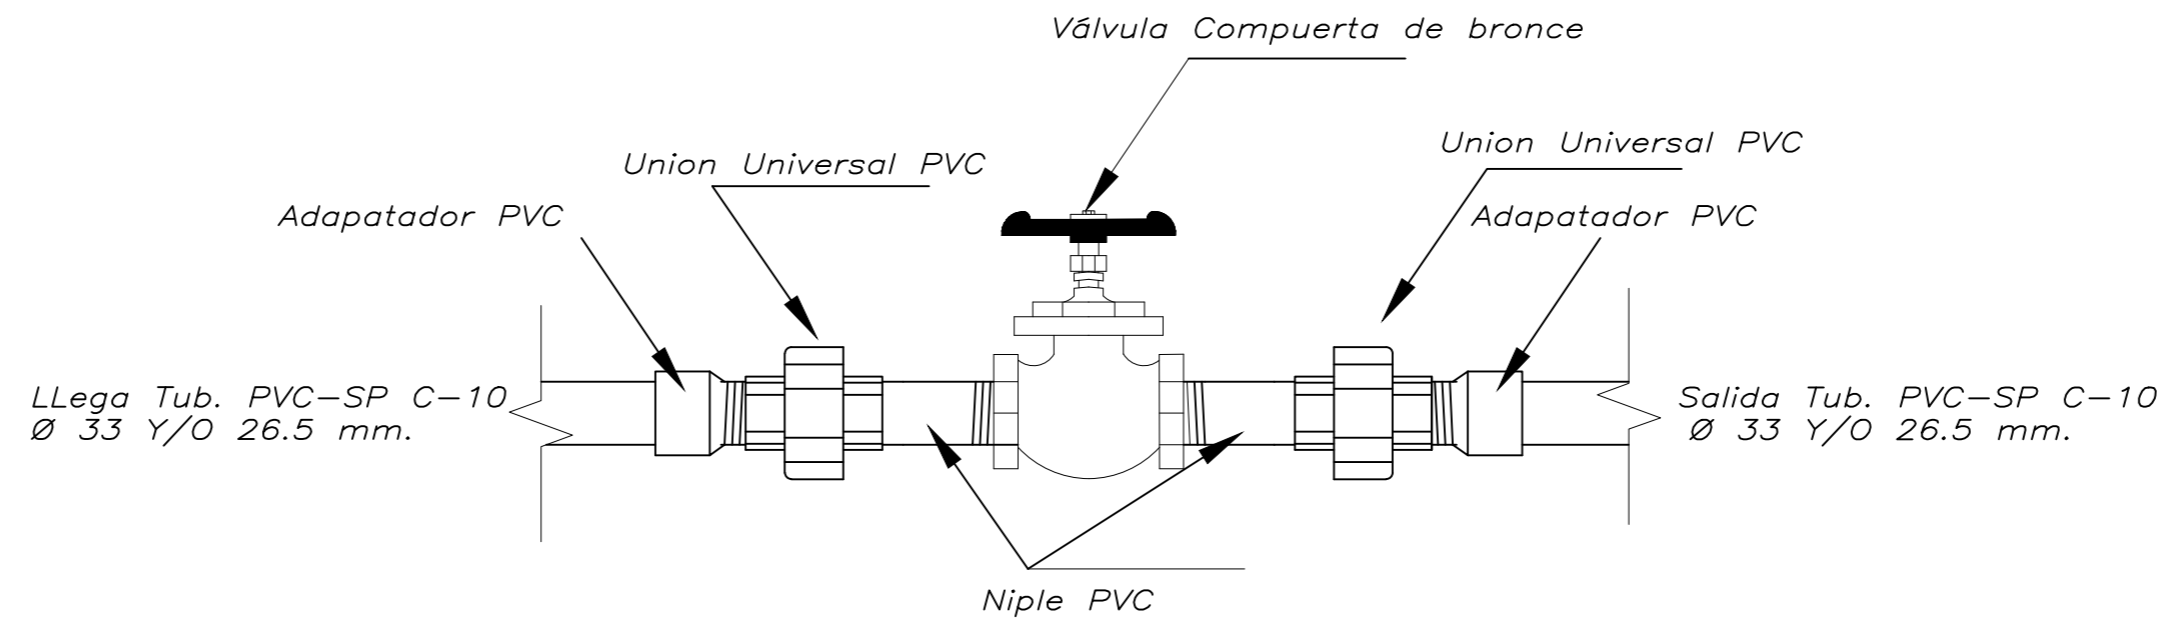 Válvula Compuerta de bronce
Union Universal PVC
Union Universal PVC
Adapatador PVC
Adapatador PVC
LLega Tub. PVC-SP C-10
Ø 33 Y/O 26.5 mm.
Salida Tub. PVC-SP C-10
Ø 33 Y/O 26.5 mm.
Niple PVC